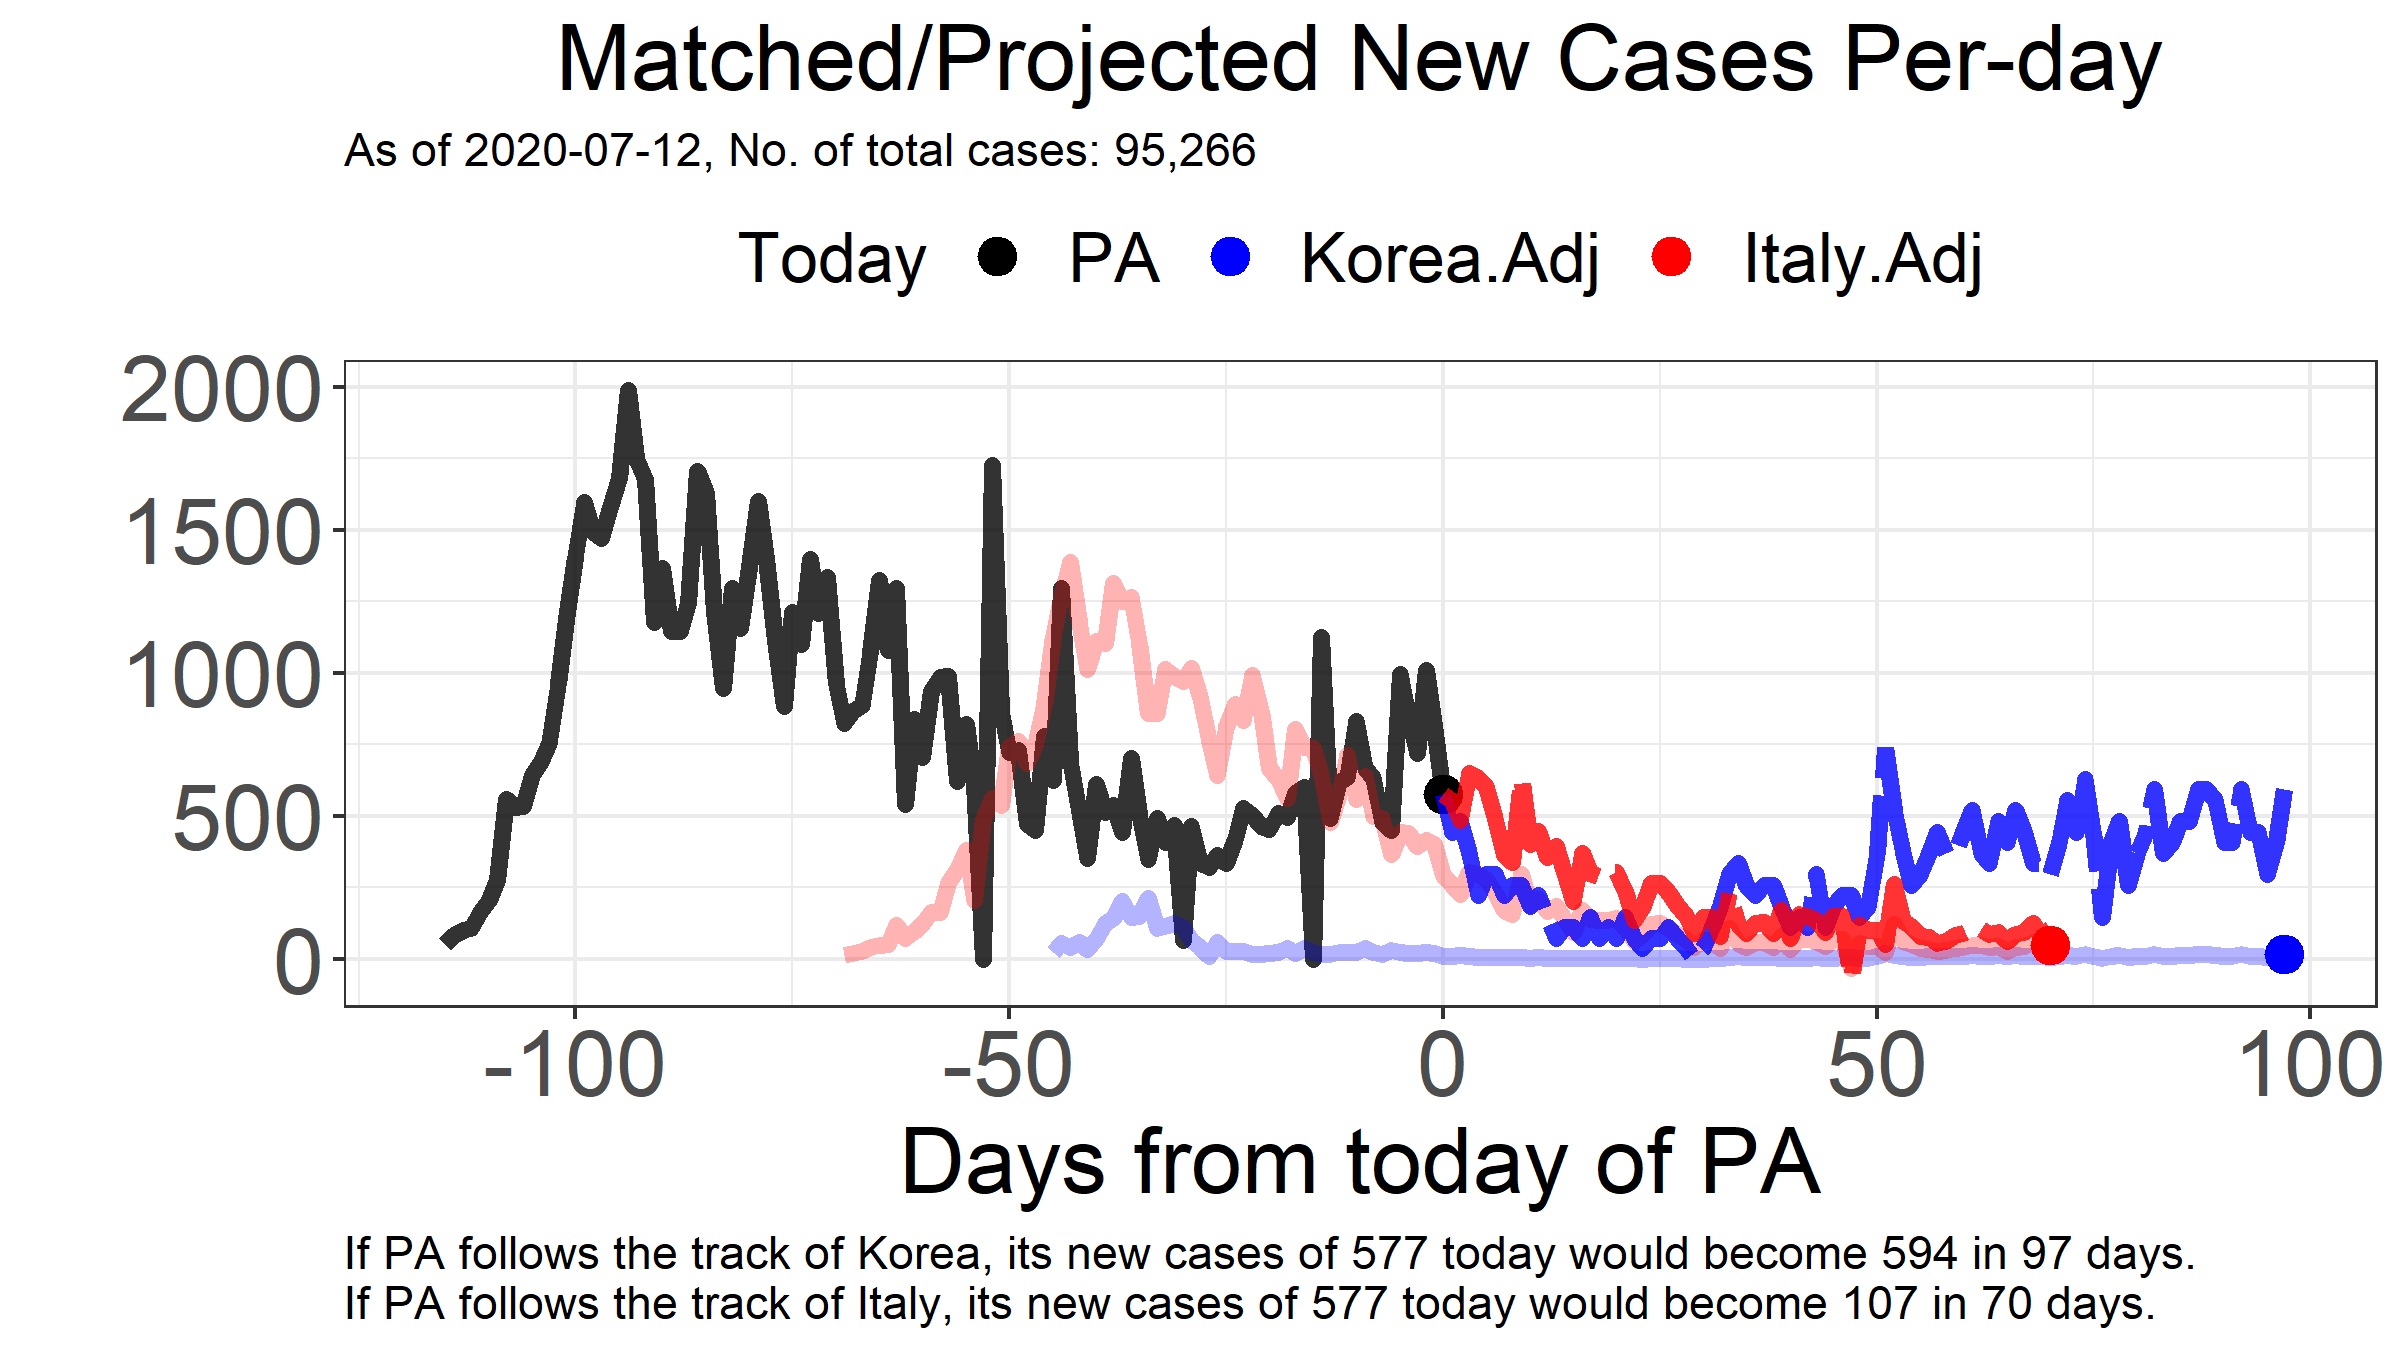 Matched/Projected New Cases Per-day
As of 2020-07-12, No. of total cases: 95,266
Today PA Korea.Adj Italy.Adj
2000
1500
1000
500
0
-100 -50 0 50 100
Days from today of PA
If PA follows the track of Korea, its new cases of 577 today would become 594 in 97 days.
If PA follows the track of Italy, its new cases of 577 today would become 107 in 70 days.